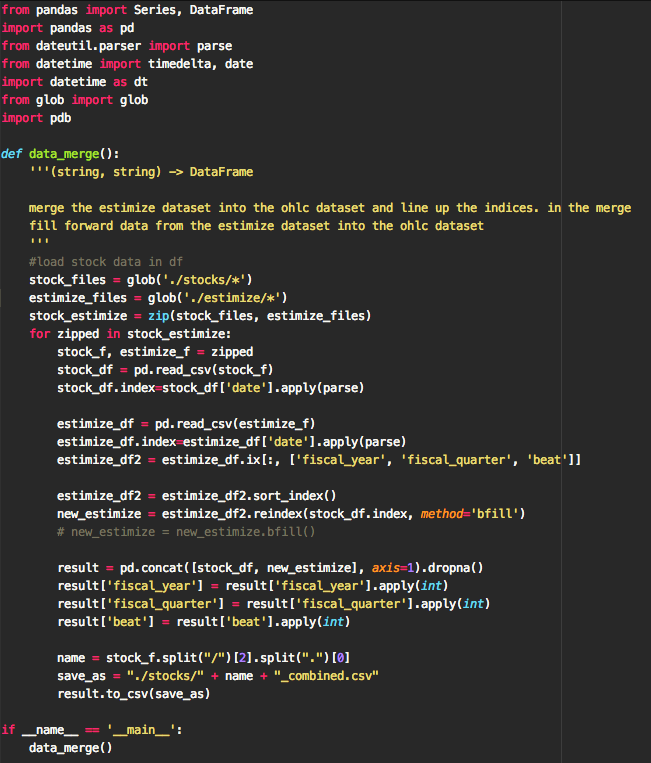 from pandas import Series, DataFrame
import pandas as pd
from dateutil.parser import parse
from datetime import timedelta, date
import datetime as dt
from glob import glob
import pdb

def data_merge():
    '''(string, string) -> DataFrame

    merge the estimize dataset into the ohlc dataset and line up the indices. in the merge
    fill forward data from the estimize dataset into the ohlc dataset
    '''
    #load stock data in df
    stock_files = glob('./stocks/*')
    estimize_files = glob('./estimize/*')
    stock_estimize = zip(stock_files, estimize_files)
    for zipped in stock_estimize:
        stock_f, estimize_f = zipped
        stock_df = pd.read_csv(stock_f)
        stock_df.index=stock_df['date'].apply(parse)

        estimize_df = pd.read_csv(estimize_f)
        estimize_df.index=estimize_df['date'].apply(parse)
        estimize_df2 = estimize_df.ix[:, ['fiscal_year', 'fiscal_quarter', 'beat']]

        estimize_df2 = estimize_df2.sort_index()
        new_estimize = estimize_df2.reindex(stock_df.index, method='bfill')
        # new_estimize = new_estimize.bfill()

        result = pd.concat([stock_df, new_estimize], axis=1).dropna()
        result['fiscal_year'] = result['fiscal_year'].apply(int)
        result['fiscal_quarter'] = result['fiscal_quarter'].apply(int)
        result['beat'] = result['beat'].apply(int)

        name = stock_f.split("/")[2].split(".")[0]
        save_as = "./stocks/" + name + "_combined.csv"
        result.to_csv(save_as)

if __name__ == '__main__':
    data_merge()